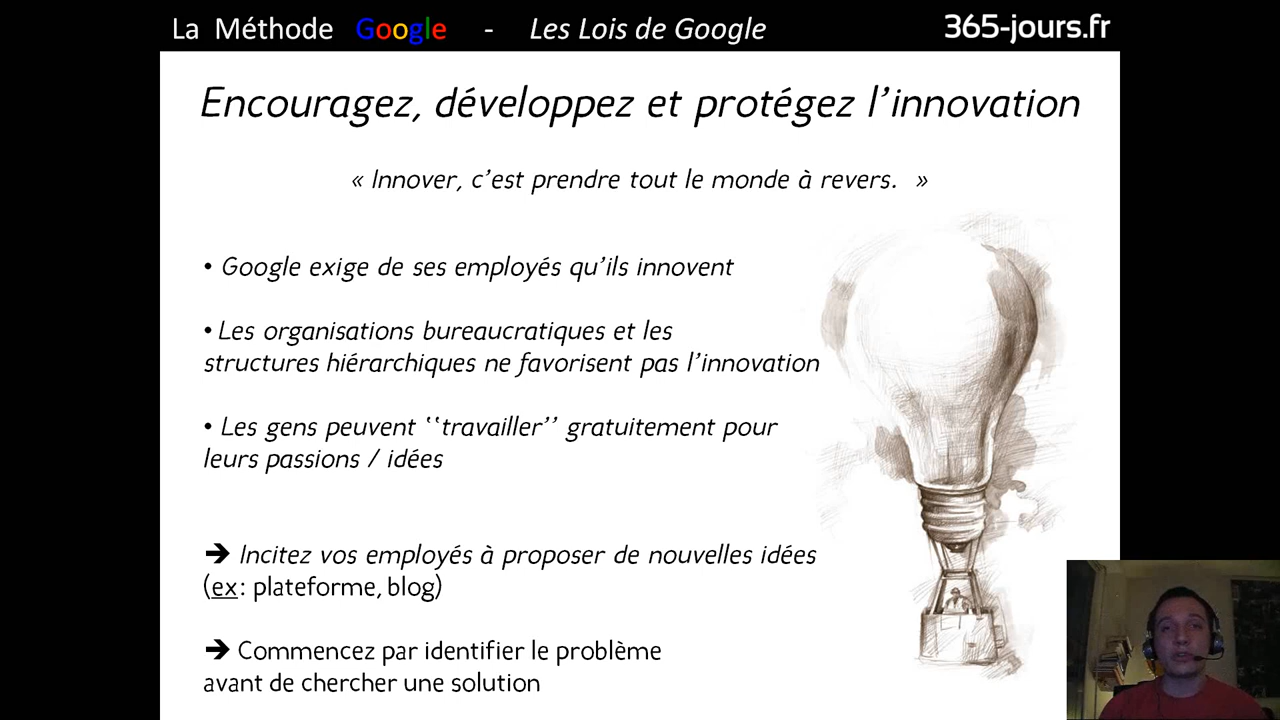 La Méthode Google - Les Lois de Google 365-jours.fr
Encouragez, développez et protégez l’innovation
« Innover, c’est prendre tout le monde à revers. »
• Google exige de ses employés qu’ils innovent
• Les organisations bureaucratiques et les
structures hiérarchiques ne favorisent pas l’innovation
• Les gens peuvent ‘‘travailler’’ gratuitement pour
leurs passions / idées
➔ Incitez vos employés à proposer de nouvelles idées
(ex : plateforme, blog)
➔ Commencez par identifier le problème
avant de chercher une solution